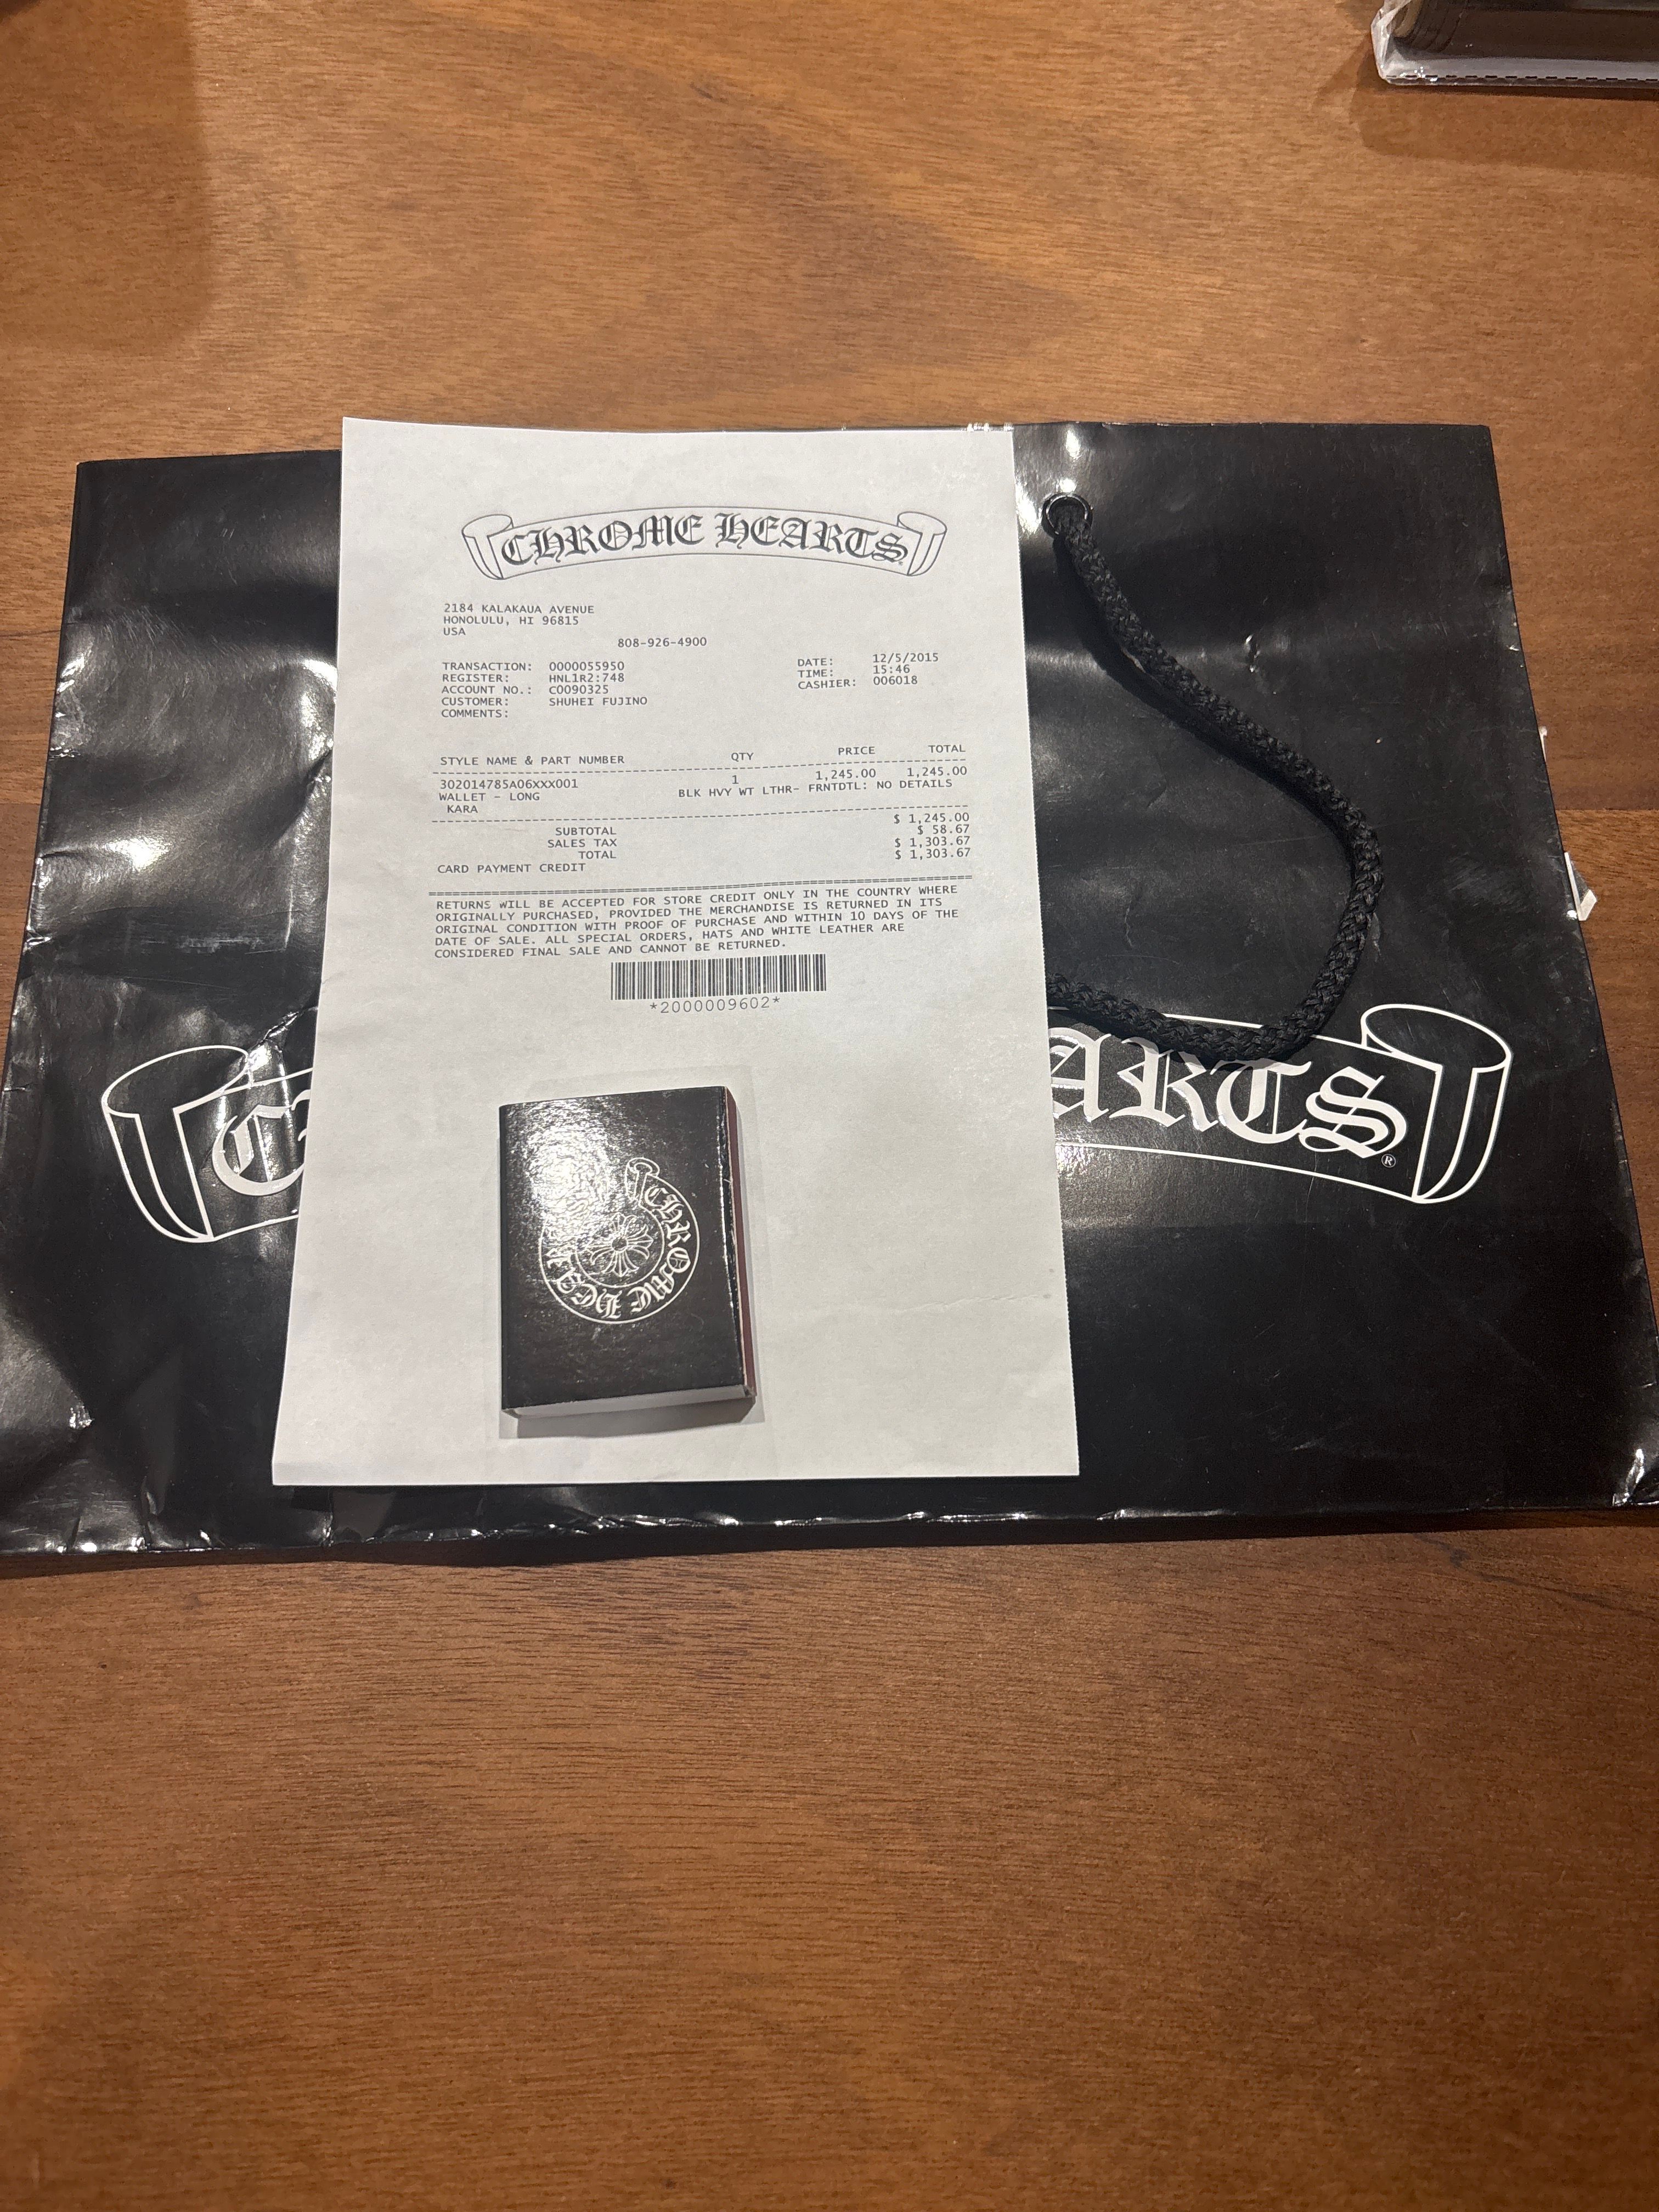 CHROME HEARTS
2184 KALAKAUA AVENUE
HONOLULU, HI 96815
USA
808-926-4900
TRANSACTION: 0000055950
REGISTER: HNL1R2:748
ACCOUNT NO.: C0090325
CUSTOMER: SHUHEI FUJINO
COMMENTS:
DATE: 12/5/2015
TIME: 15:46
CASHIER: 006018
STYLE NAME & PART NUMBER QTY PRICE TOTAL
302014785A06XXX001 1 1,245.00 1,245.00
WALLET - LONG BLK HVY WT LTHR- FRNTDTL: NO DETAILS
KARA
SUBTOTAL $ 1,245.00
SALES TAX $ 58.67
TOTAL $ 1,303.67
CARD PAYMENT CREDIT $ 1,303.67
RETURNS WILL BE ACCEPTED FOR STORE CREDIT ONLY IN THE COUNTRY WHERE
ORIGINALLY PURCHASED, PROVIDED THE MERCHANDISE IS RETURNED IN ITS
ORIGINAL CONDITION WITH PROOF OF PURCHASE AND WITHIN 10 DAYS OF THE
DATE OF SALE. ALL SPECIAL ORDERS, HATS AND WHITE LEATHER ARE
CONSIDERED FINAL SALE AND CANNOT BE RETURNED.
*2000009602*
C ARTS®
CHROME HEARTS